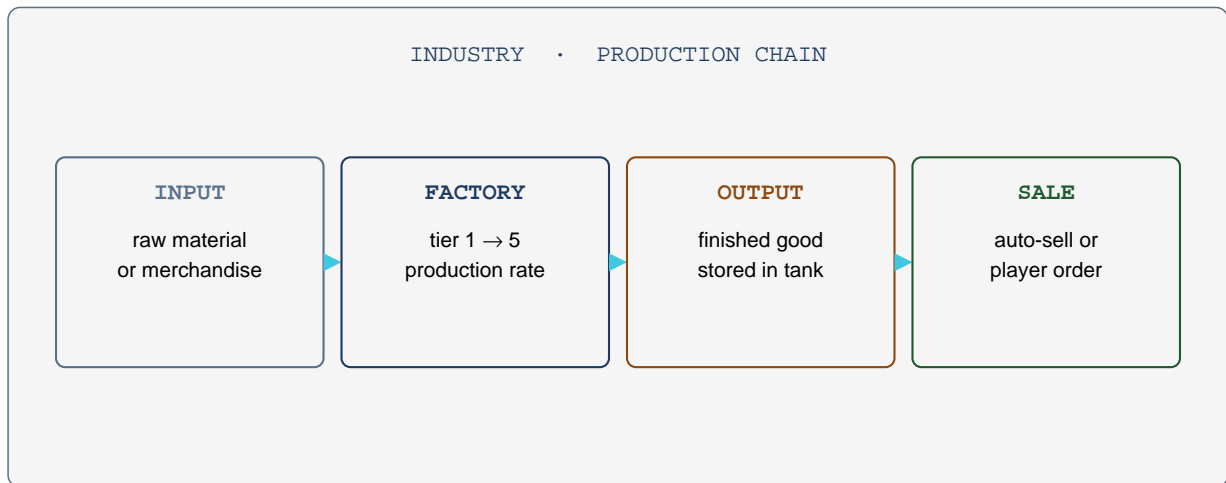 INDUSTRY · PRODUCTION CHAIN
INPUT
raw material
or merchandise
FACTORY
tier 1 → 5
production rate
OUTPUT
finished good
stored in tank
SALE
auto-sell or
player order